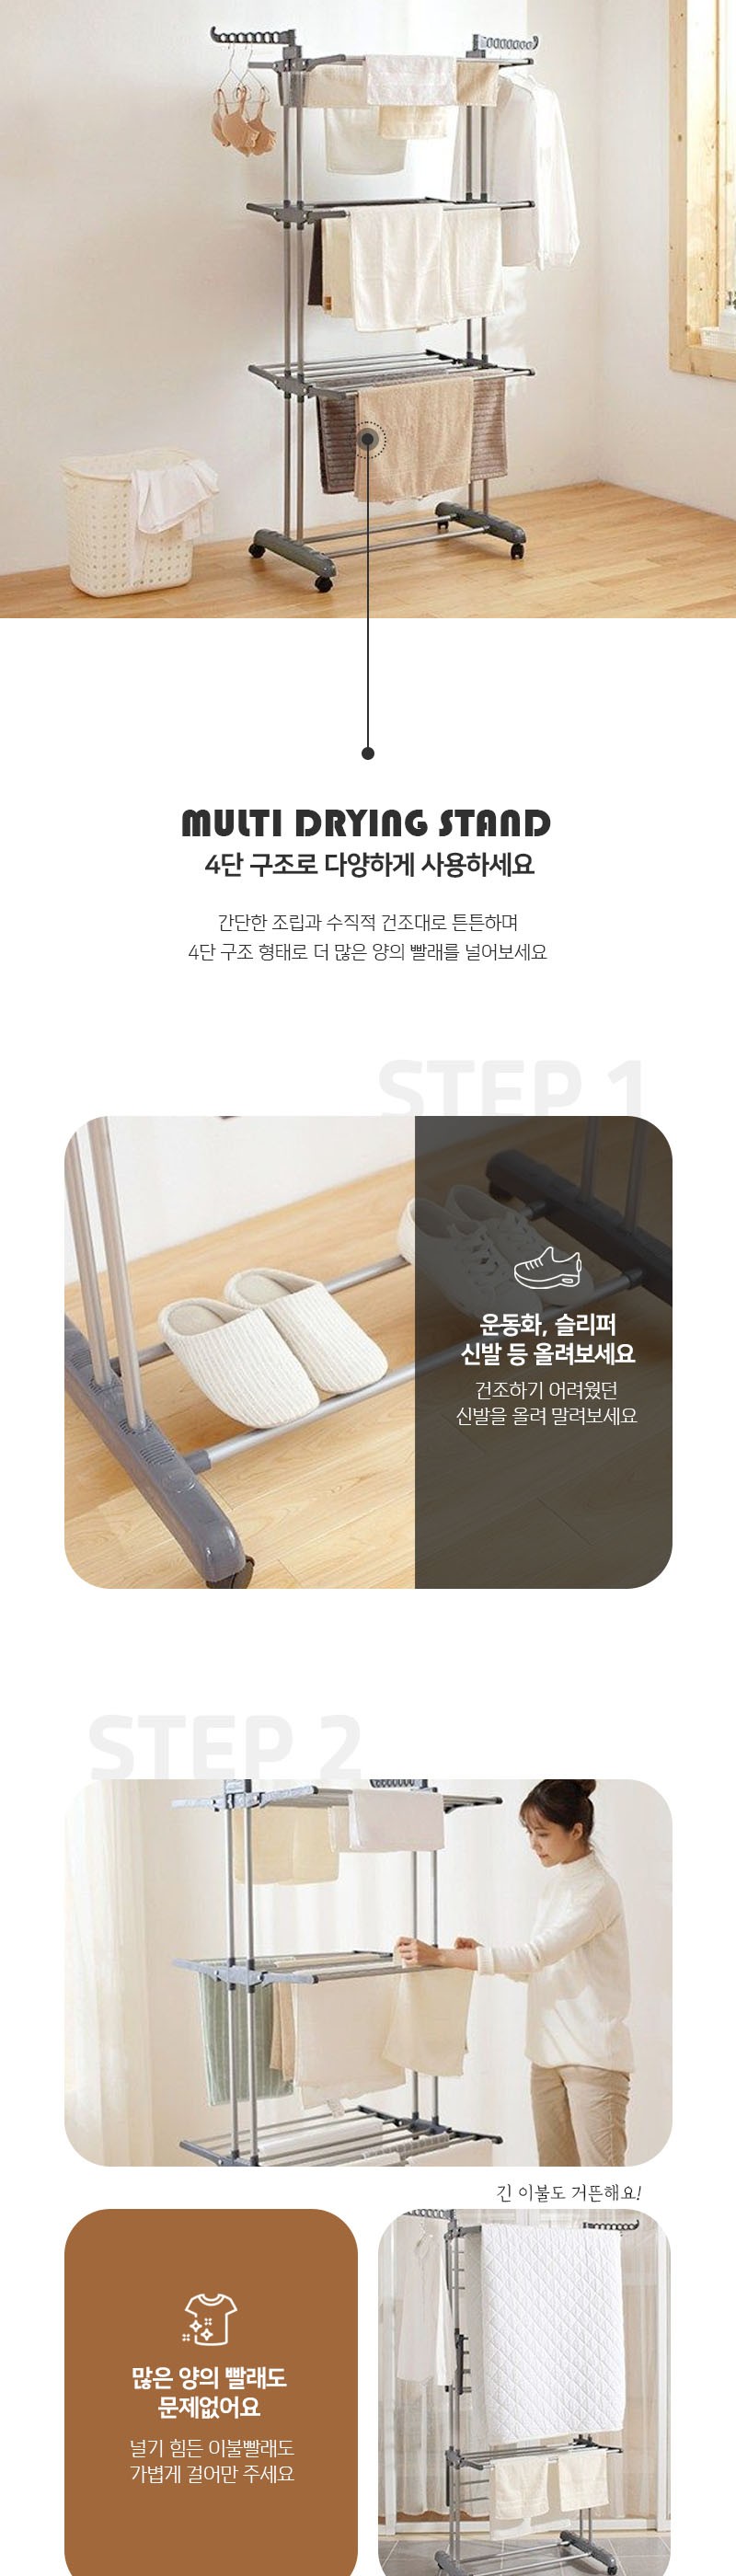 MULTI DRYING STAND
4단 구조로 다양하게 사용하세요
간단한 조립과 수직적 건조대로 튼튼하며
4단 구조 형태로 더 많은 양의 빨래를 널어보세요
STEP 1
운동화, 슬리퍼
신발 등 올려보세요
건조하기 어려웠던
신발을 올려 말려보세요
STEP 2
긴 이불도 거뜬해요!
많은 양의 빨래도
문제없어요
널기 힘든 이불빨래도
가볍게 걸어만 주세요